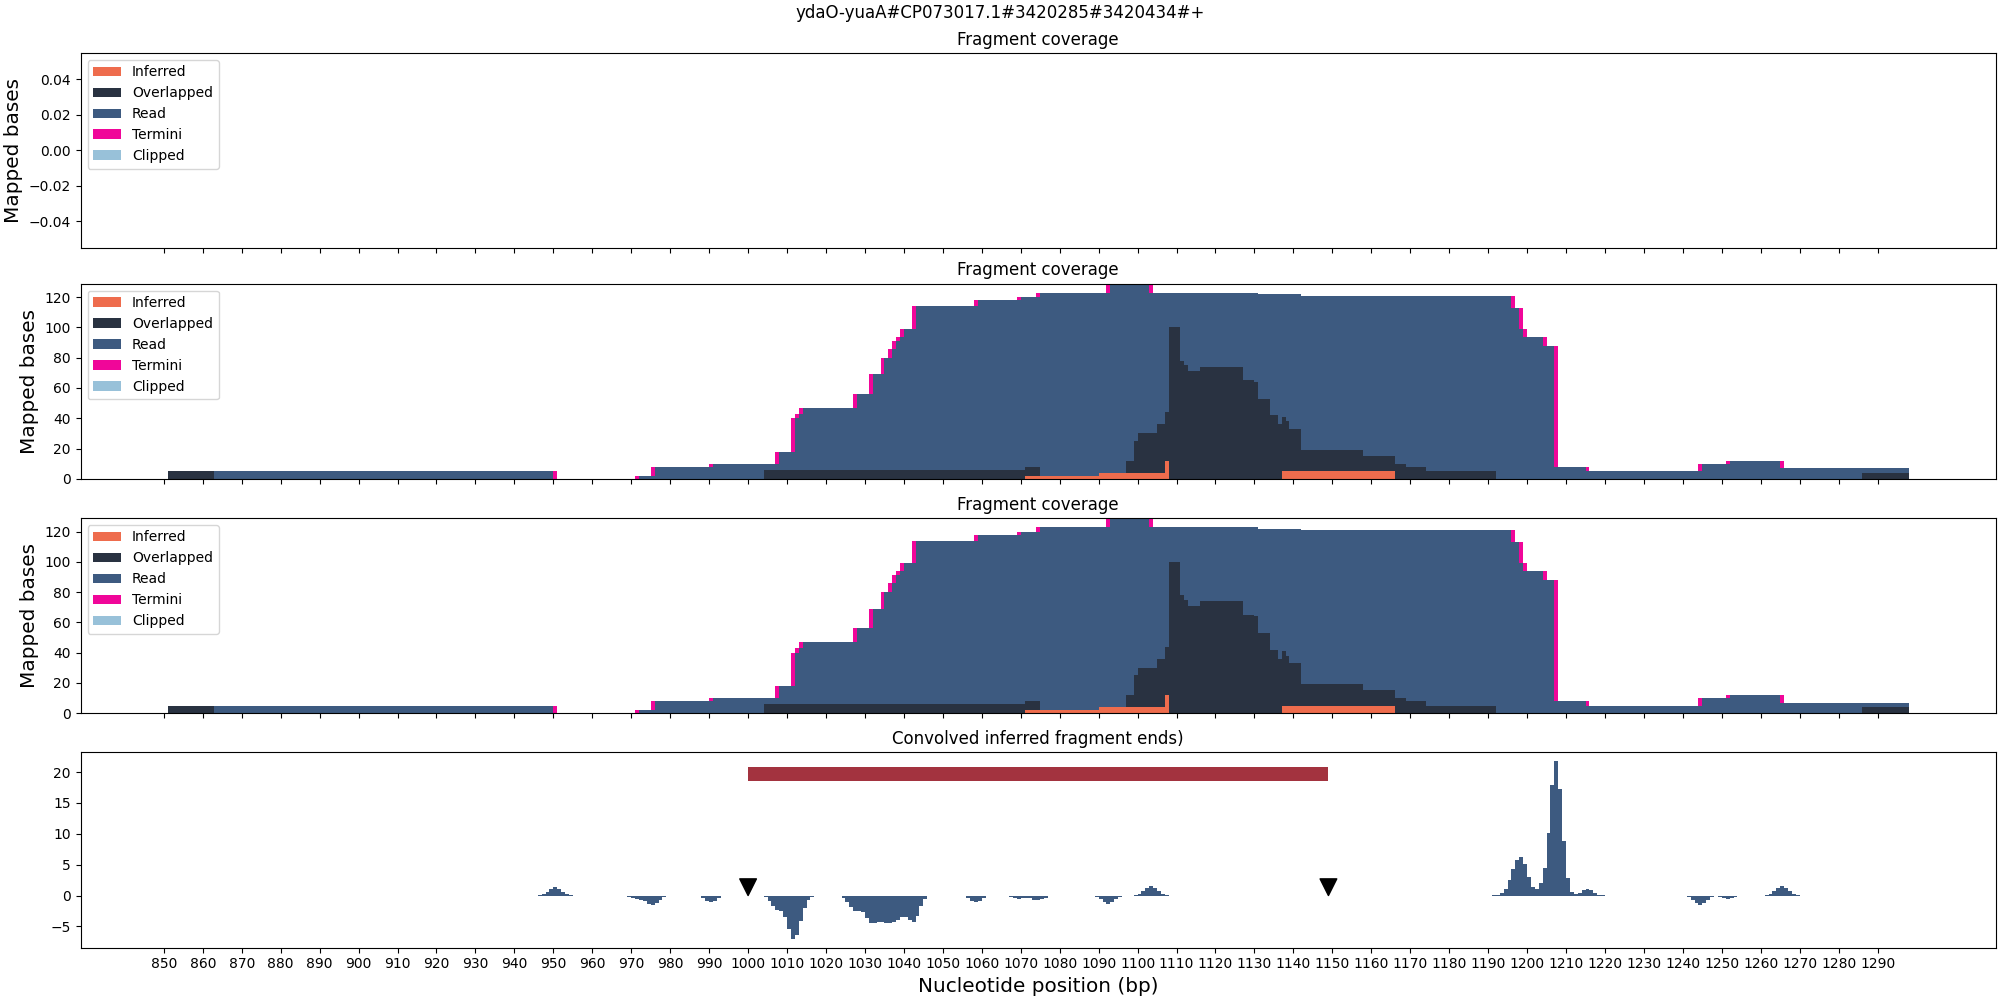 ydaO-yuaA#CP073017.1#3420285#3420434#+
Fragment coverage
Mapped bases
0.04
0.02
0.00
−0.02
−0.04
Inferred
Overlapped
Read
Termini
Clipped
Fragment coverage
Mapped bases
120
100
80
60
40
20
0
Inferred
Overlapped
Read
Termini
Clipped
Fragment coverage
Mapped bases
120
100
80
60
40
20
0
Inferred
Overlapped
Read
Termini
Clipped
Convolved inferred fragment ends)
20
15
10
5
0
−5
850 860 870 880 890 900 910 920 930 940 950 960 970 980 990 1000 1010 1020 1030 1040 1050 1060 1070 1080 1090 1100 1110 1120 1130 1140 1150 1160 1170 1180 1190 1200 1210 1220 1230 1240 1250 1260 1270 1280 1290
Nucleotide position (bp)